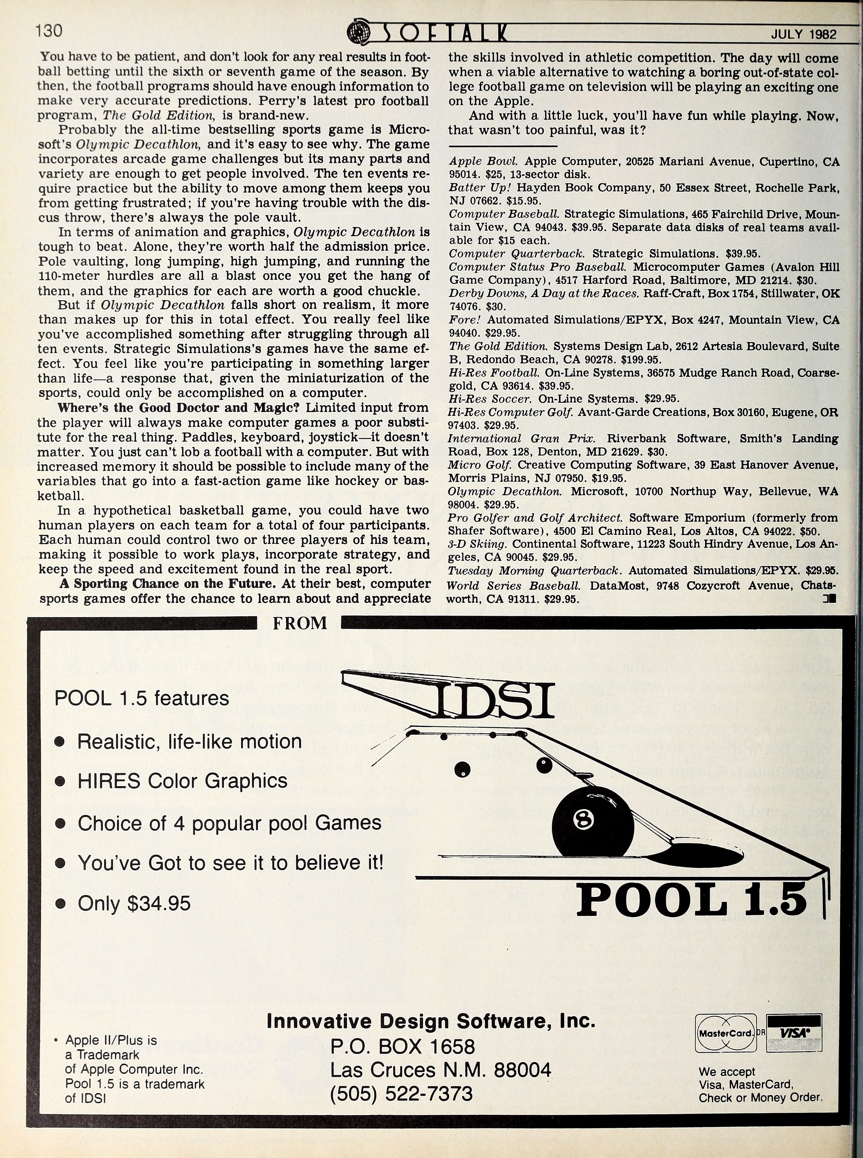 130
SOFTALK
JULY 1982
You have to be patient, and don't look for any real results in foot-
ball betting until the sixth or seventh game of the season. By
then, the football programs should have enough information to
make very accurate predictions. Perry's latest pro football
program, The Gold Edition, is brand-new.
Probably the all-time bestselling sports game is Micro-
soft's Olympic Decathlon, and it's easy to see why. The game
incorporates arcade game challenges but its many parts and
variety are enough to get people involved. The ten events re-
quire practice but the ability to move among them keeps you
from getting frustrated; if you're having trouble with the dis-
cus throw, there's always the pole vault.
In terms of animation and graphics, Olympic Decathlon is
tough to beat. Alone, they're worth half the admission price.
Pole vaulting, long jumping, high jumping, and running the
110-meter hurdles are all a blast once you get the hang of
them, and the graphics for each are worth a good chuckle.
But if Olympic Decathlon falls short on realism, it more
than makes up for this in total effect. You really feel like
you've accomplished something after struggling through all
ten events. Strategic Simulations's games have the same ef-
fect. You feel like you're participating in something larger
than life—a response that, given the miniaturization of the
sports, could only be accomplished on a computer.
Where's the Good Doctor and Magic? Limited input from
the player will always make computer games a poor substi-
tute for the real thing. Paddles, keyboard, joystick—it doesn't
matter. You just can't lob a football with a computer. But with
increased memory it should be possible to include many of the
variables that go into a fast-action game like hockey or bas-
ketball.
In a hypothetical basketball game, you could have two
human players on each team for a total of four participants.
Each human could control two or three players of his team,
making it possible to work plays, incorporate strategy, and
keep the speed and excitement found in the real sport.
A Sporting Chance on the Future. At their best, computer
sports games offer the chance to learn about and appreciate
the skills involved in athletic competition. The day will come
when a viable alternative to watching a boring out-of-state col-
lege football game on television will be playing an exciting one
on the Apple.
And with a little luck, you'll have fun while playing. Now,
that wasn't too painful, was it?
Apple Bowl. Apple Computer, 20525 Mariani Avenue, Cupertino, CA
95014. $25, 13-sector disk.
Batter Up! Hayden Book Company, 50 Essex Street, Rochelle Park,
NJ 07662. $15.95.
Computer Baseball. Strategic Simulations, 465 Fairchild Drive, Moun-
tain View, CA 94043. $39.95. Separate data disks of real teams avail-
able for $15 each.
Computer Quarterback. Strategic Simulations. $39.95.
Computer Status Pro Baseball. Microcomputer Games (Avalon Hill
Game Company), 4517 Harford Road, Baltimore, MD 21214. $30.
Derby Downs, A Day at the Races. Raff-Craft, Box 1754, Stillwater, OK
74076. $30.
Fore! Automated Simulations/EPYX, Box 4247, Mountain View, CA
94040. $29.95.
The Gold Edition. Systems Design Lab, 2612 Artesia Boulevard, Suite
B, Redondo Beach, CA 90278. $199.95.
Hi-Res Football. On-Line Systems, 36575 Mudge Ranch Road, Coarse-
gold, CA 93614. $39.95.
Hi-Res Soccer. On-Line Systems. $29.95.
Hi-Res Computer Golf. Avant-Garde Creations, Box 30160, Eugene, OR
97403. $29.95.
International Gran Prix. Riverbank Software, Smith's Landing
Road, Box 128, Denton, MD 21629. $30.
Micro Golf. Creative Computing Software, 39 East Hanover Avenue,
Morris Plains, NJ 07950. $19.95.
Olympic Decathlon. Microsoft, 10700 Northup Way, Bellevue, WA
98004. $29.95.
Pro Golfer and Golf Architect. Software Emporium (formerly from
Shafer Software), 4500 El Camino Real, Los Altos, CA 94022. $50.
3-D Skiing. Continental Software, 11223 South Hindry Avenue, Los An-
geles, CA 90045. $29.95.
Tuesday Morning Quarterback. Automated Simulations/EPYX. $29.95.
World Series Baseball. DataMost, 9748 Cozycroft Avenue, Chats-
worth, CA 91311. $29.95.
FROM
IDSI
POOL 1.5 features
● Realistic, life-like motion
● HIRES Color Graphics
● Choice of 4 popular pool Games
● You've Got to see it to believe it!
● Only $34.95
8
POOL 1.5
Innovative Design Software, Inc.
P.O. BOX 1658
Las Cruces N.M. 88004
(505) 522-7373
* Apple II/Plus is
a Trademark
of Apple Computer Inc.
Pool 1.5 is a trademark
of IDSI
MasterCard OR VISA
We accept
Visa, MasterCard,
Check or Money Order.